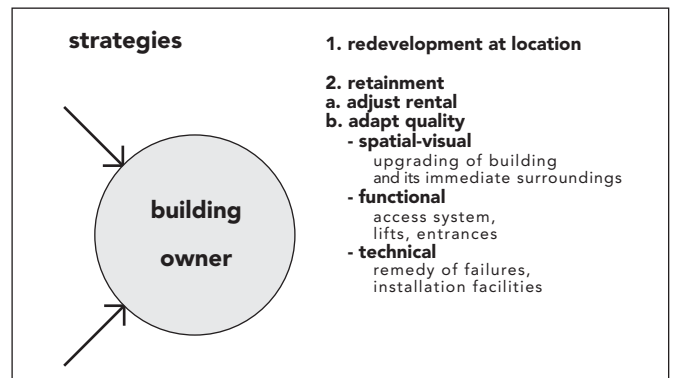 strategies
building
owner
1. redevelopment at location
2. retainment
a. adjust rental
b. adapt quality
- spatial-visual
upgrading of building
and its immediate surroundings
- functional
access system,
lifts, entrances
- technical
remedy of failures,
installation facilities